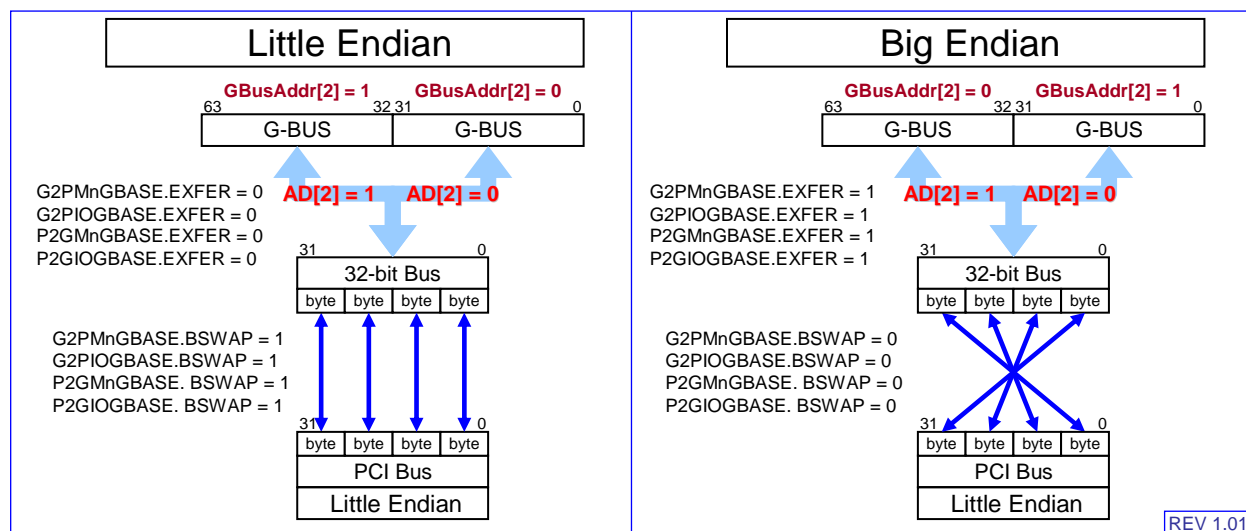 Little Endian
GBusAddr[2] = 1 GBusAddr[2] = 0
63 32 31 0
G-BUS G-BUS
AD[2] = 1 AD[2] = 0
G2PMnGBASE.EXFER = 0
G2PIOGBASE.EXFER = 0
P2GMnGBASE.EXFER = 0
P2GIOGBASE.EXFER = 0
31 0
32-bit Bus
byte byte byte byte
G2PMnGBASE.BSWAP = 1
G2PIOGBASE.BSWAP = 1
P2GMnGBASE. BSWAP = 1
P2GIOGBASE. BSWAP = 1
31 0
byte byte byte byte
PCI Bus
Little Endian
Big Endian
GBusAddr[2] = 0 GBusAddr[2] = 1
63 32 31 0
G-BUS G-BUS
AD[2] = 1 AD[2] = 0
G2PMnGBASE.EXFER = 1
G2PIOGBASE.EXFER = 1
P2GMnGBASE.EXFER = 1
P2GIOGBASE.EXFER = 1
31 0
32-bit Bus
byte byte byte byte
G2PMnGBASE.BSWAP = 0
G2PIOGBASE.BSWAP = 0
P2GMnGBASE. BSWAP = 0
P2GIOGBASE. BSWAP = 0
31 0
byte byte byte byte
PCI Bus
Little Endian
REV 1.01